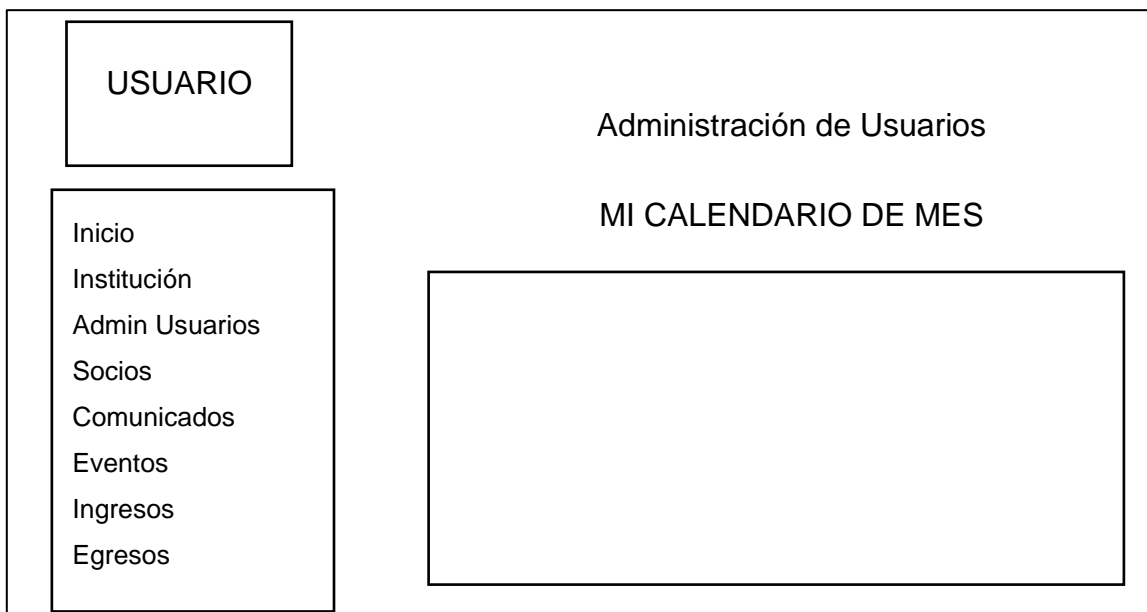 USUARIO
Administración de Usuarios
MI CALENDARIO DE MES
Inicio
Institución
Admin Usuarios
Socios
Comunicados
Eventos
Ingresos
Egresos